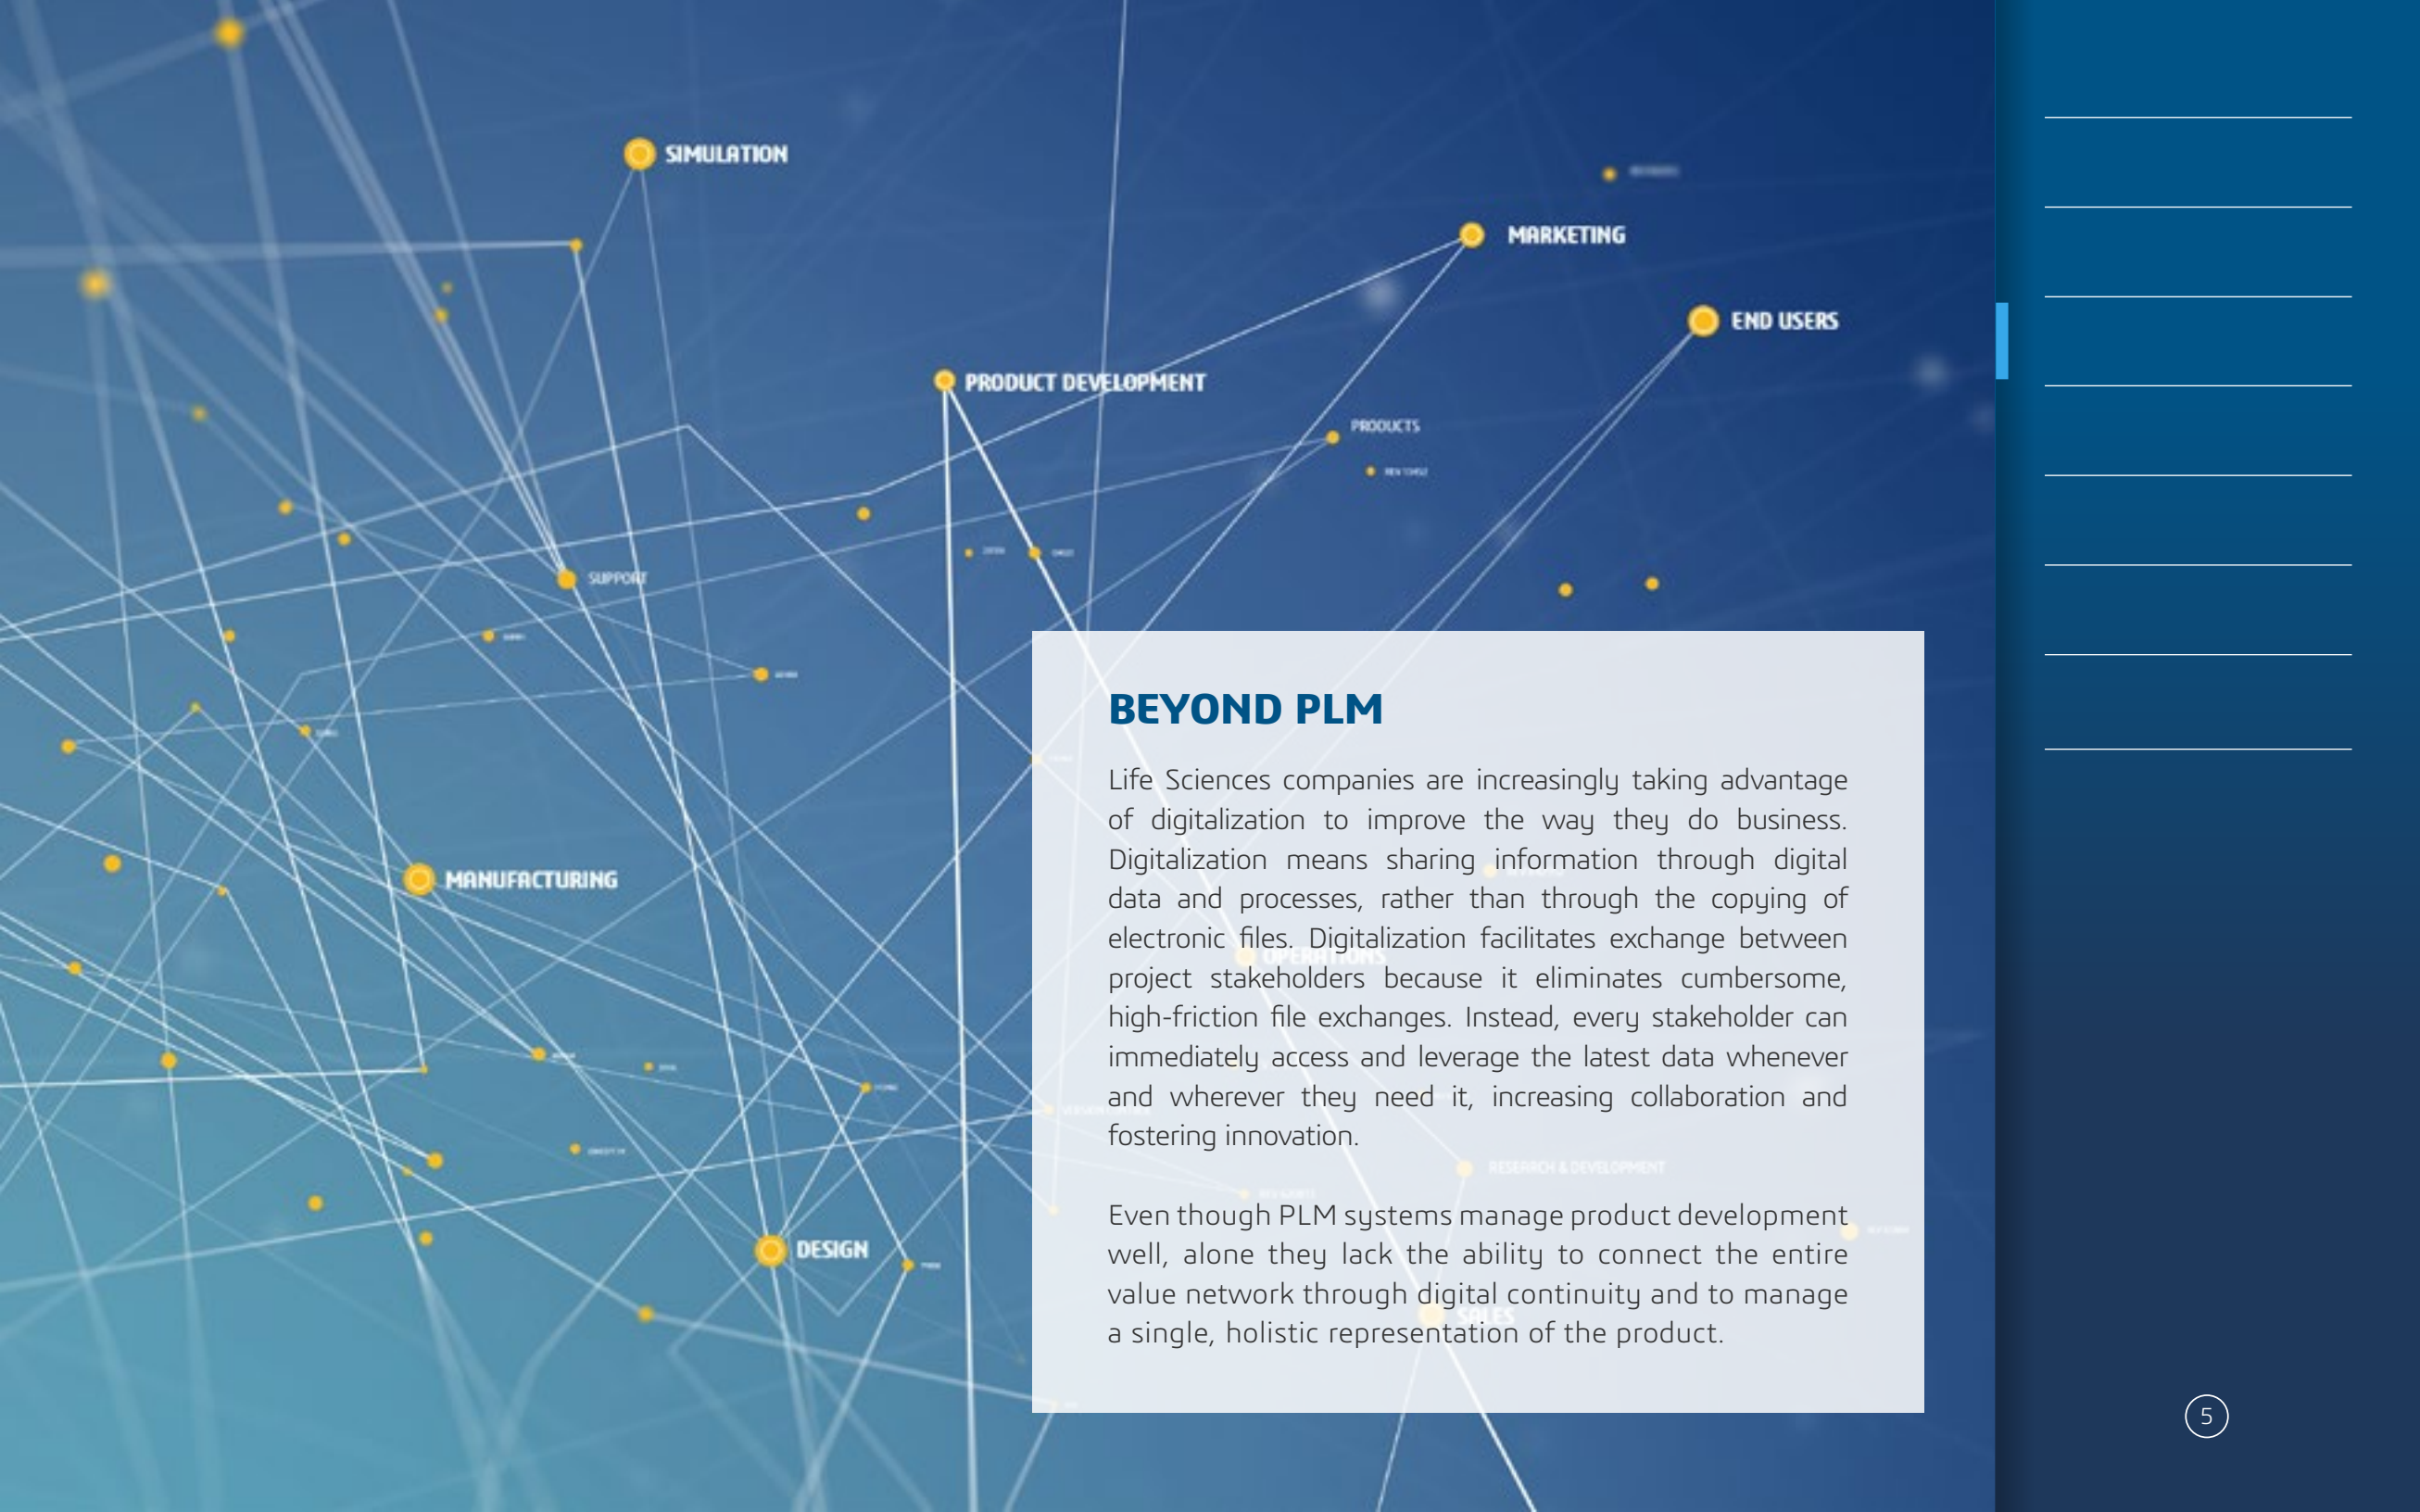 SIMULATION
MARKETING
END USERS
PRODUCT DEVELOPMENT
PRODUCTS
SUPPORT
MANUFACTURING
DESIGN
BEYOND PLM
Life Sciences companies are increasingly taking advantage
of digitalization to improve the way they do business.
Digitalization means sharing information through digital
data and processes, rather than through the copying of
electronic files. Digitalization facilitates exchange between
project stakeholders because it eliminates cumbersome,
high-friction file exchanges. Instead, every stakeholder can
immediately access and leverage the latest data whenever
and wherever they need it, increasing collaboration and
fostering innovation.
Even though PLM systems manage product development
well, alone they lack the ability to connect the entire
value network through digital continuity and to manage
a single, holistic representation of the product.
OPERATIONS
RESEARCH & DEVELOPMENT
SALES
5